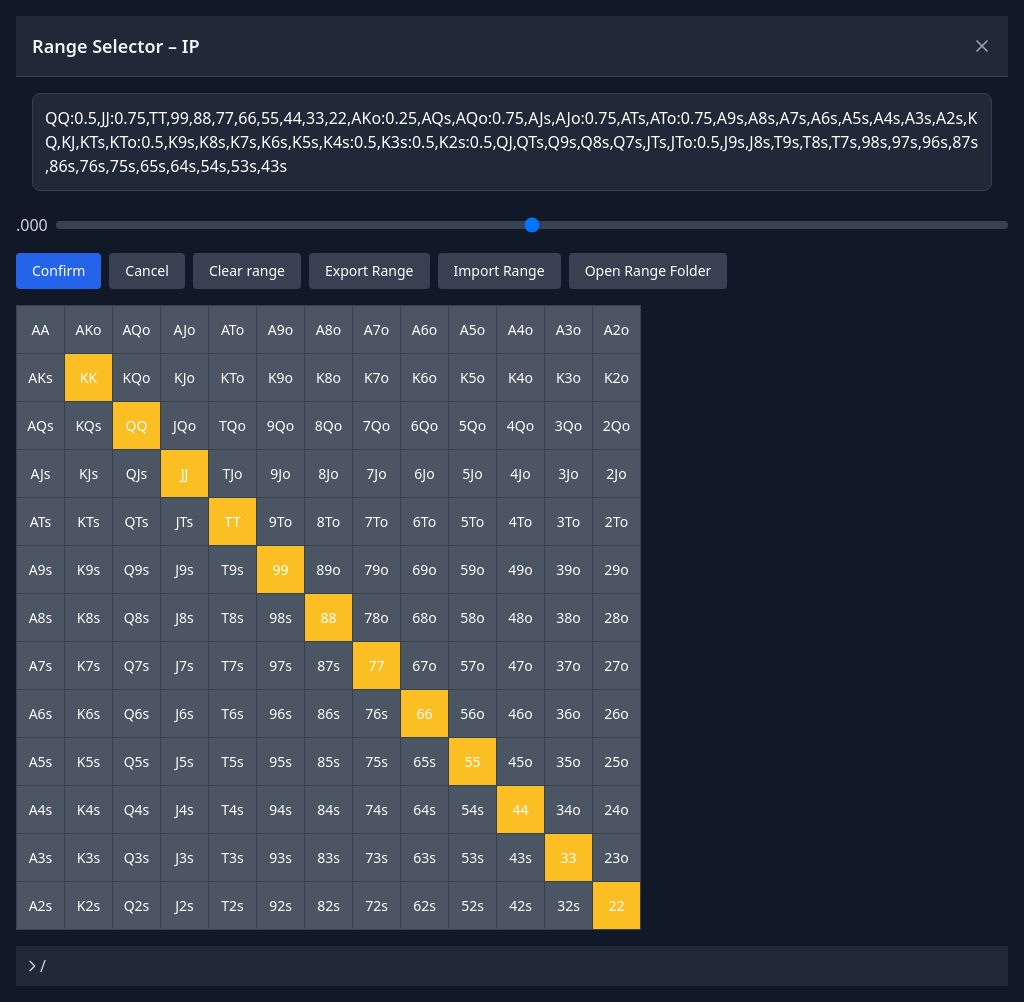 Range Selector – IP
QQ:0.5,JJ:0.75,TT,99,88,77,66,55,44,33,22,AKo:0.25,AQs,AQo:0.75,AJs,AJo:0.75,ATs,ATo:0.75,A9s,A8s,A7s,A6s,A5s,A4s,A3s,A2s,K
Q,KJ,KTs,KTo:0.5,K9s,K8s,K7s,K6s,K5s,K4s:0.5,K3s:0.5,K2s:0.5,QJ,QTs,Q9s,Q8s,Q7s,JTs,JTo:0.5,J9s,J8s,T9s,T8s,T7s,98s,97s,96s,87s
,86s,76s,75s,65s,64s,54s,53s,43s
.000
Confirm Cancel Clear range Export Range Import Range Open Range Folder
AA AKo AQo AJo ATo A9o A8o A7o A6o A5o A4o A3o A2o
AKs KK KQo KJo KTo K9o K8o K7o K6o K5o K4o K3o K2o
AQs KQs QQ JQo TQo 9Qo 8Qo 7Qo 6Qo 5Qo 4Qo 3Qo 2Qo
AJs KJs QJs JJ TJo 9Jo 8Jo 7Jo 6Jo 5Jo 4Jo 3Jo 2Jo
ATs KTs QTs JTs TT 9To 8To 7To 6To 5To 4To 3To 2To
A9s K9s Q9s J9s T9s 99 89o 79o 69o 59o 49o 39o 29o
A8s K8s Q8s J8s T8s 98s 88 78o 68o 58o 48o 38o 28o
A7s K7s Q7s J7s T7s 97s 87s 77 67o 57o 47o 37o 27o
A6s K6s Q6s J6s T6s 96s 86s 76s 66 56o 46o 36o 26o
A5s K5s Q5s J5s T5s 95s 85s 75s 65s 55 45o 35o 25o
A4s K4s Q4s J4s T4s 94s 84s 74s 64s 54s 44 34o 24o
A3s K3s Q3s J3s T3s 93s 83s 73s 63s 53s 43s 33 23o
A2s K2s Q2s J2s T2s 92s 82s 72s 62s 52s 42s 32s 22
/